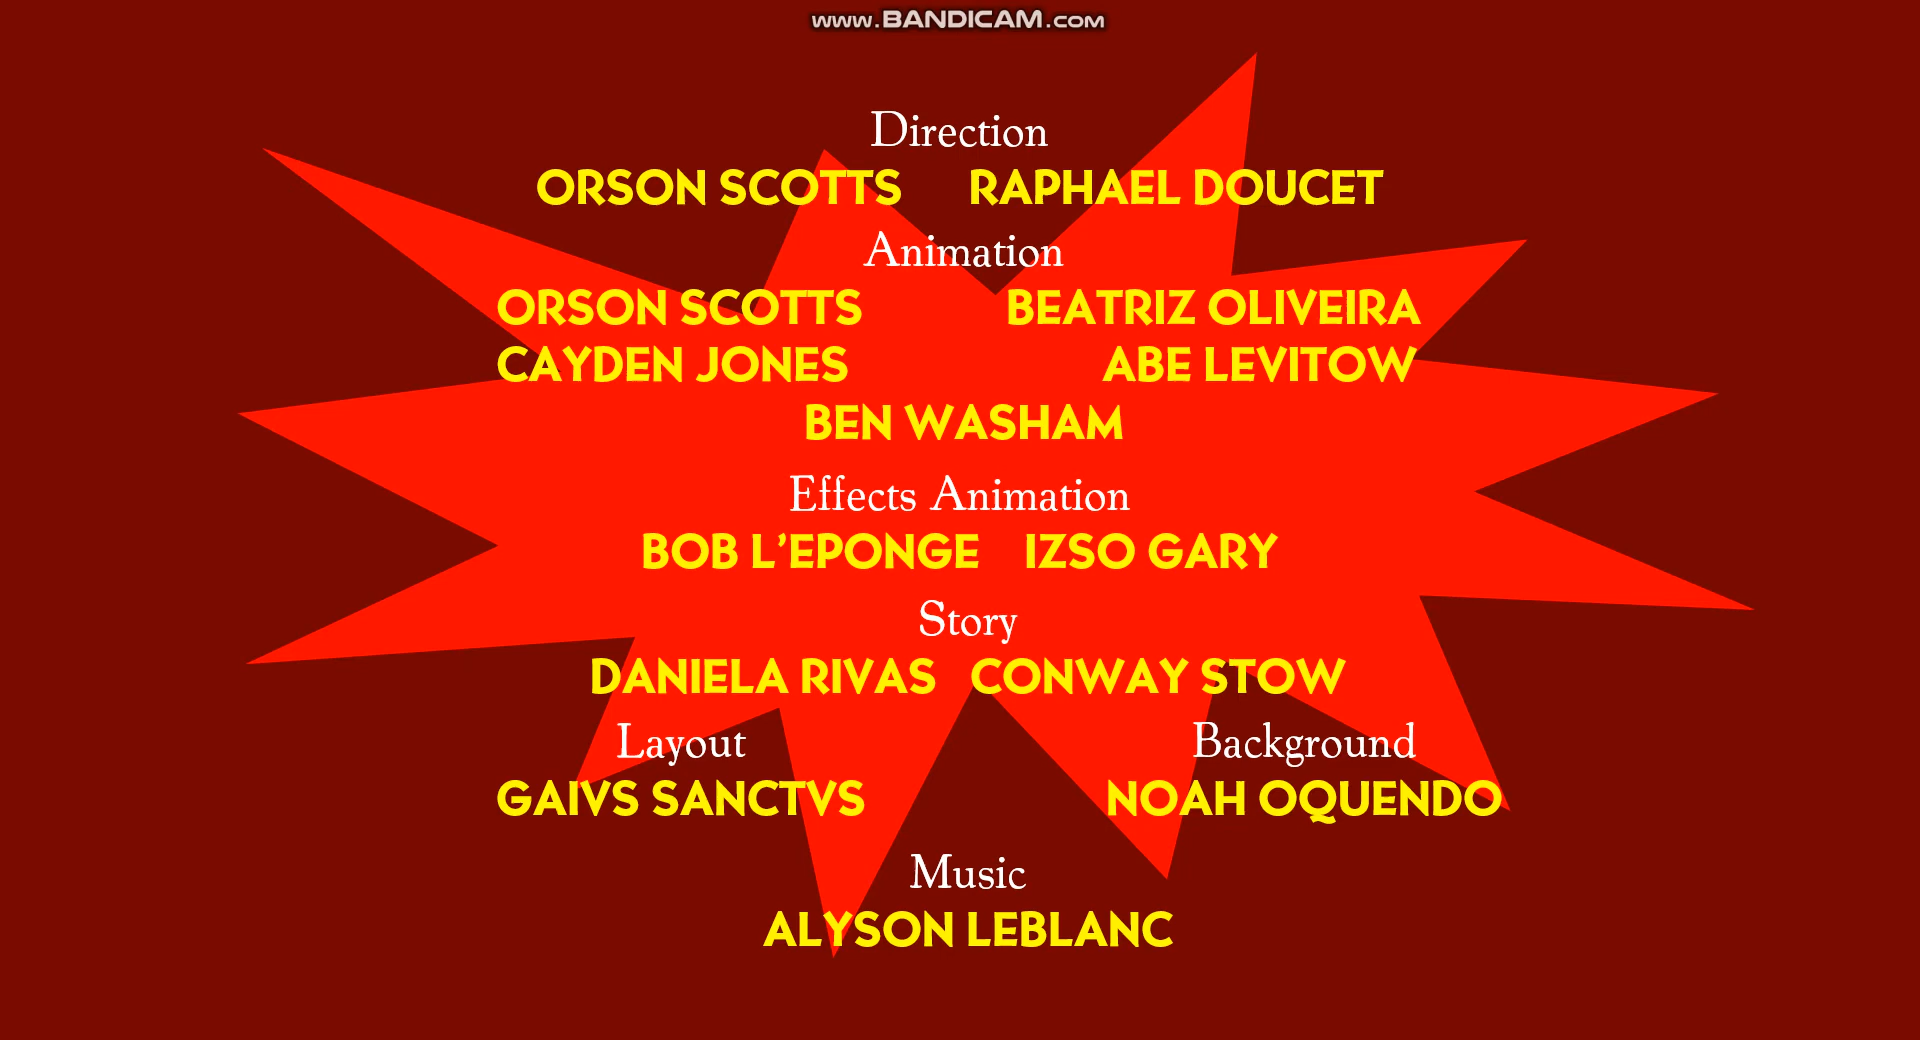 www.BANDICAM.com
Direction
ORSON SCOTTS RAPHAEL DOUCET
Animation
ORSON SCOTTS BEATRIZ OLIVEIRA
CAYDEN JONES ABE LEVITOW
BEN WASHAM
Effects Animation
BOB L'EPONGE IZSO GARY
Story
DANIELA RIVAS CONWAY STOW
Layout Background
GAIVS SANCTVS NOAH OQUENDO
Music
ALYSON LEBLANC